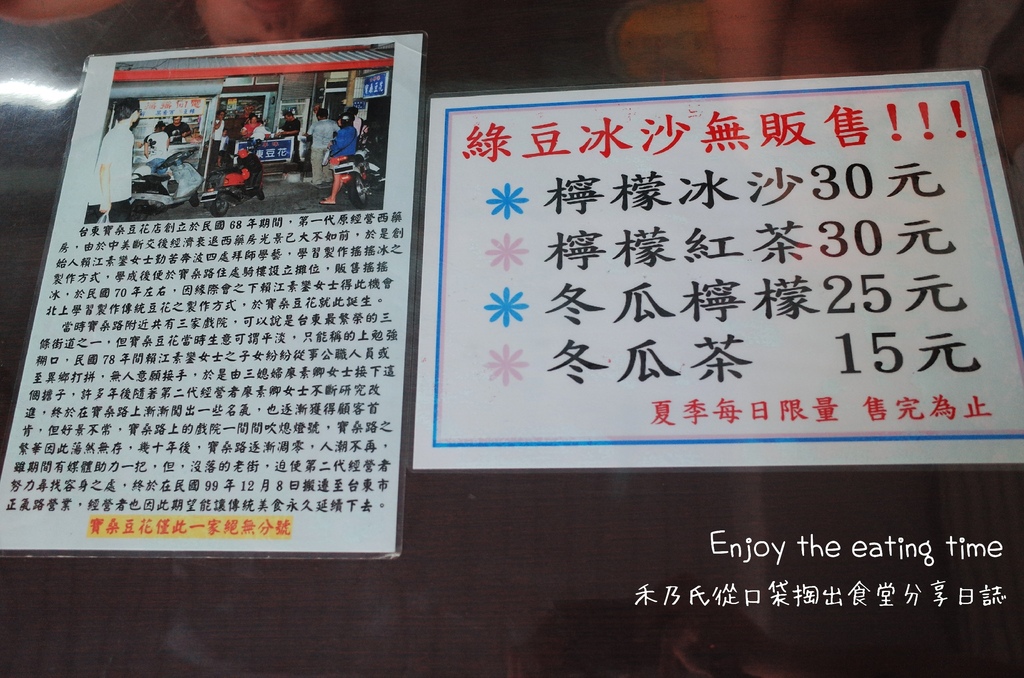 台東寶桑豆花店創立於民國68年期間，第一代原經營西藥
房，由於中美斷交後經濟衰退西藥房光景已大不如前，於是創
始人賴江素鑾女士勤苦奔波四處拜師學藝，學習製作搖搖冰之
製作方式，學成後便於寶桑路住處騎樓設立攤位，販售搖搖
冰，於民國70年左右，因緣際會之下賴江素鑾女士得此機會
北上學習製作傳統豆花之製作方式，於寶桑豆花就此誕生。
當時寶桑路附近共有三家戲院，可以說是台東最繁榮的三
條街道之一，但寶桑豆花當時生意可謂平淡，只能稱的上勉強
糊口，民國78年間賴江素鑾女士之子女紛紛從事公職人員或
至異鄉打拼，無人意願接手，於是由三媳婦廖素卿女士接下這
個擔子，許多年後隨著第二代經營者廖素卿女士不斷研究改
進，終於在寶桑路上漸漸闖出一些名氣，也逐漸獲得顧客首
肯，但好景不常，寶桑路上的戲院一間間吹熄燈號，寶桑路之
繁華因此蕩然無存，幾十年後，寶桑路逐漸凋零，人潮不再，
雖期間有媒體助力一把，但，沒落的老街，迫使第二代經營者
努力尋找容身之處，終於在民國99年12月8日搬遷至台東市
正氣路營業，經營者也因此期望能讓傳統美食永久延續下去。
寶桑豆花僅此一家絕無分號
綠豆冰沙無販售!!!
檸檬冰沙30元
檸檬紅茶30元
冬瓜檸檬25元
冬瓜茶 15元
夏季每日限量 售完為止
Enjoy the eating time
禾乃氏從口袋掏出食堂分享日誌